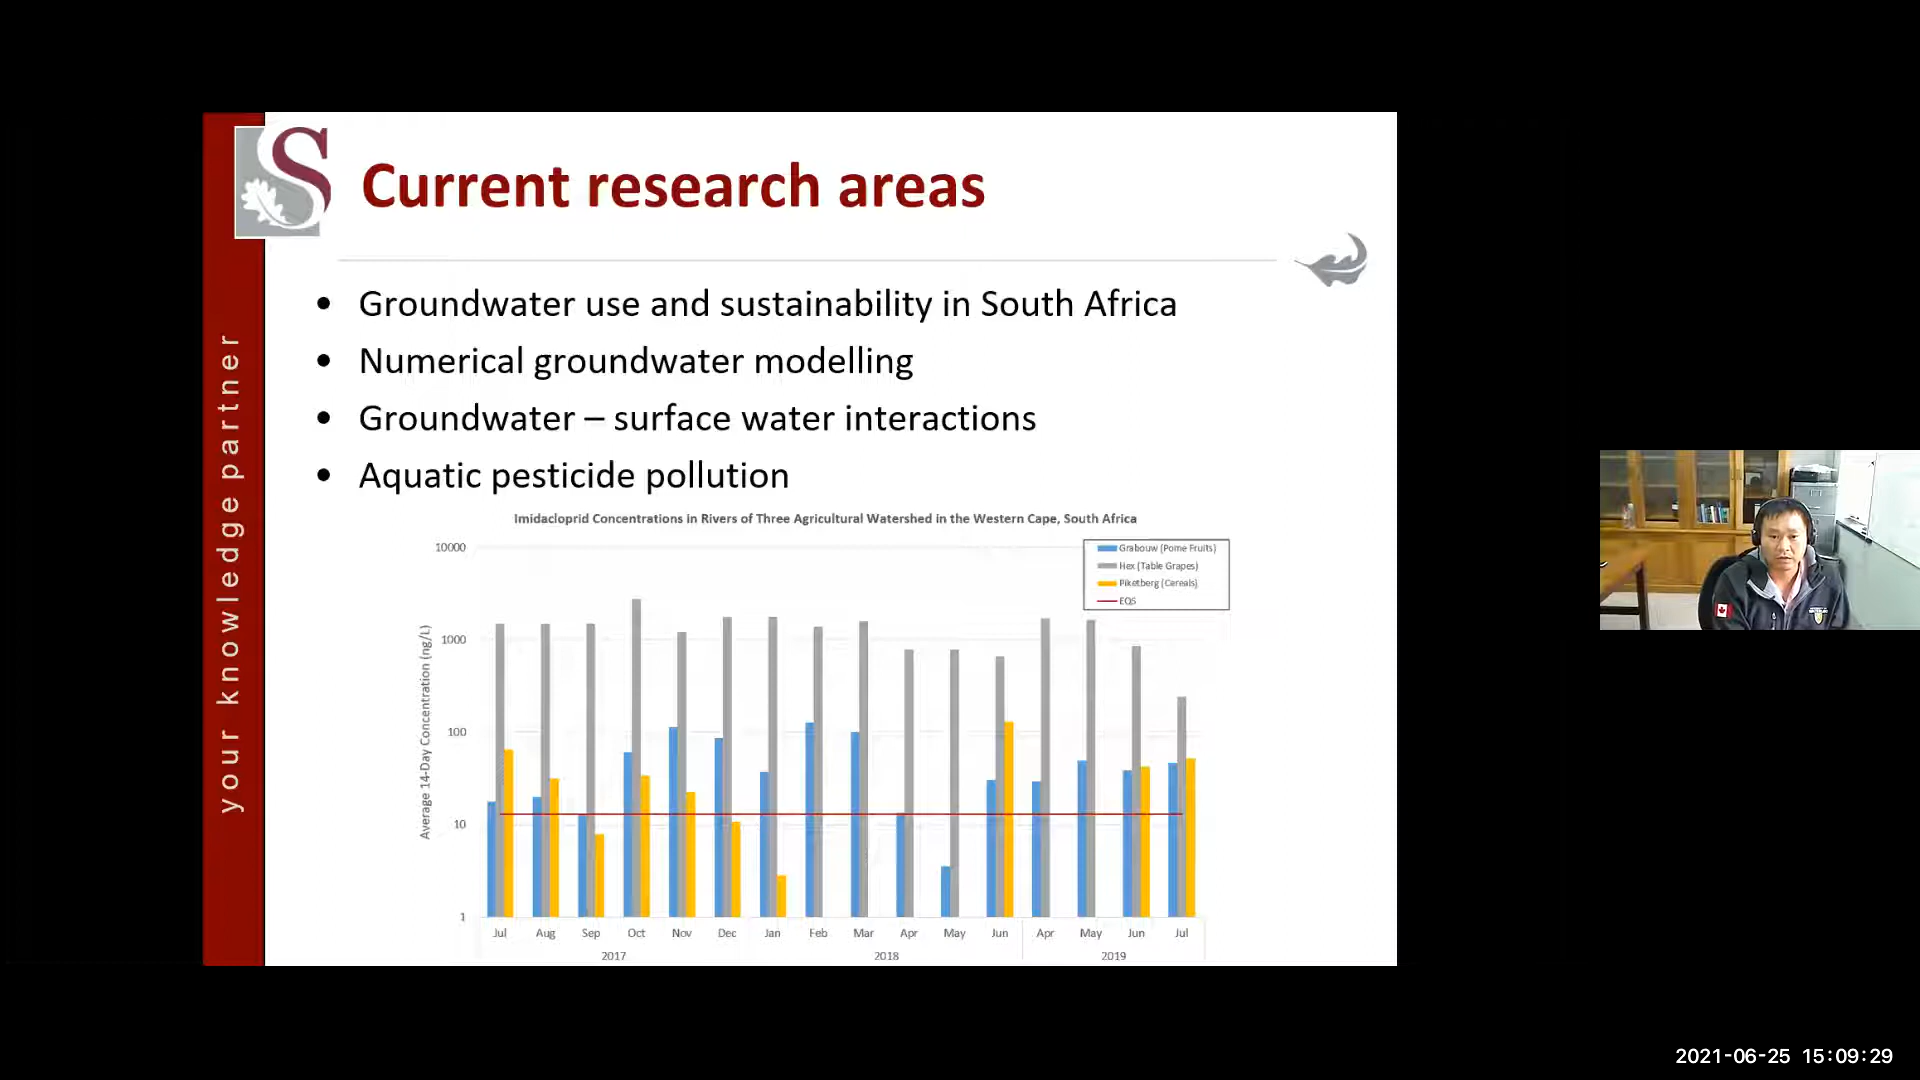 S
Current research areas
your knowledge partner
• Groundwater use and sustainability in South Africa
• Numerical groundwater modelling
• Groundwater – surface water interactions
• Aquatic pesticide pollution
Imidacloprid Concentrations in Rivers of Three Agricultural Watershed in the Western Cape, South Africa
Average 14-Day Concentration (ng/L)
10000
1000
100
10
1
Grabouw (Pome Fruits)
Hex (Table Grapes)
Piketberg (Cereals)
EQS
Jul Aug Sep Oct Nov Dec Jan Feb Mar Apr May Jun Apr May Jun Jul
2017 2018 2019
2021-06-25 15:09:29